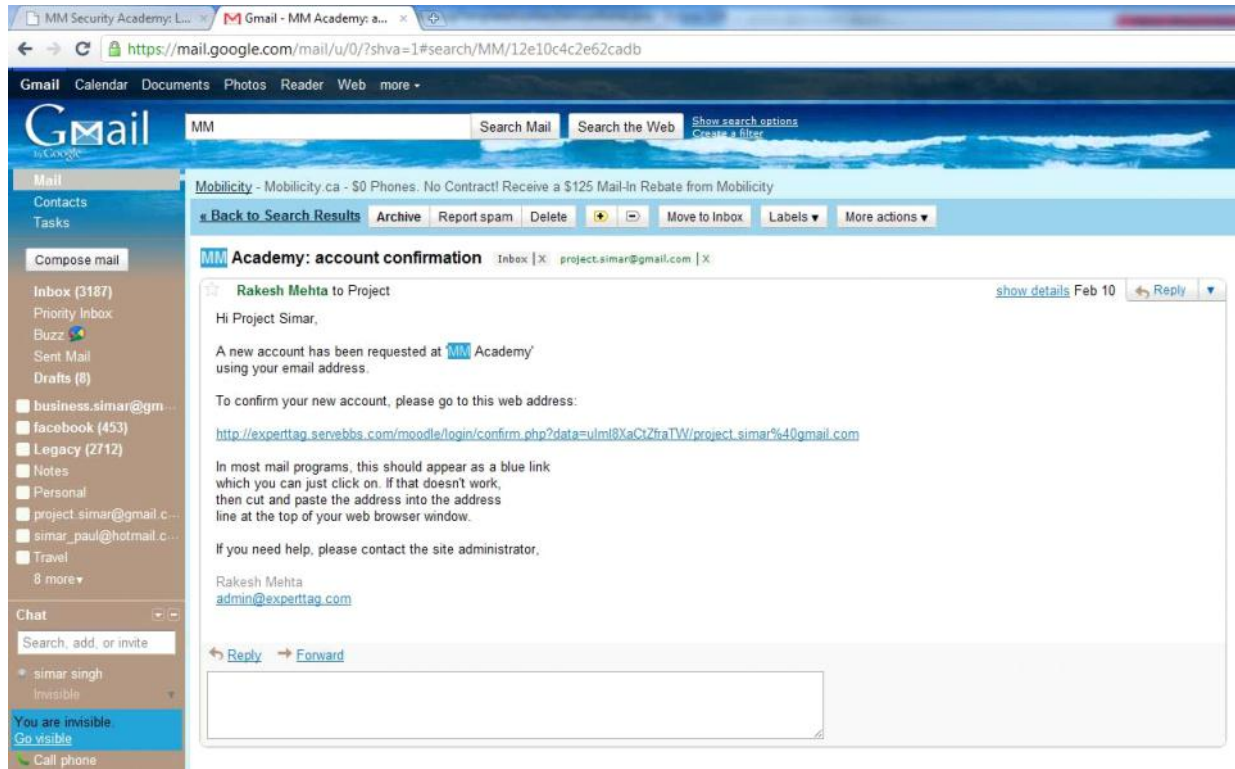 MM Security Academy: L...
Gmail - MM Academy: a...
https://mail.google.com/mail/u/0/?shva=1#search/MM/12e10c4c2e62cadb
Gmail Calendar Documents Photos Reader Web more
Gmail
by Google
MM
Search Mail Search the Web
Show search options
Create a filter
Mail
Contacts
Tasks
Compose mail
Inbox (3187)
Priority Inbox
Buzz
Sent Mail
Drafts (8)
business.simar@gm...
facebook (453)
Legacy (2712)
Notes
Personal
project.simar@gmail.c...
simar_paul@hotmail.c...
Travel
8 more▾
Chat
Search, add, or invite
simar singh
Invisible
You are invisible.
Go visible
Call phone
Mobilicity - Mobilicity.ca - $0 Phones. No Contract! Receive a $125 Mail-In Rebate from Mobilicity
« Back to Search Results Archive Report spam Delete Move to Inbox Labels ▾ More actions ▾
MM Academy: account confirmation Inbox | X project.simar@gmail.com | X
Rakesh Mehta to Project show details Feb 10 Reply ▾
Hi Project Simar,
A new account has been requested at 'MM Academy'
using your email address.
To confirm your new account, please go to this web address:
http://experttag.servebbs.com/moodle/login/confirm.php?data=ulml8XaCtZfraTW/project.simar%40gmail.com
In most mail programs, this should appear as a blue link
which you can just click on. If that doesn't work,
then cut and paste the address into the address
line at the top of your web browser window.
If you need help, please contact the site administrator,
Rakesh Mehta
admin@experttag.com
Reply Forward